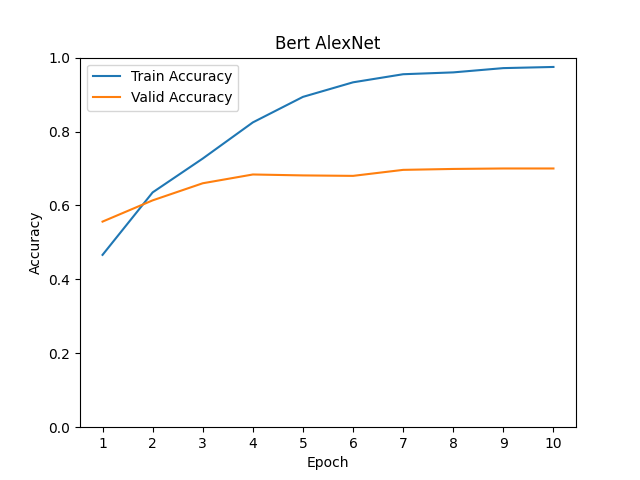 Bert AlexNet
Train Accuracy
Valid Accuracy
Accuracy
1.0
0.8
0.6
0.4
0.2
0.0
1 2 3 4 5 6 7 8 9 10
Epoch